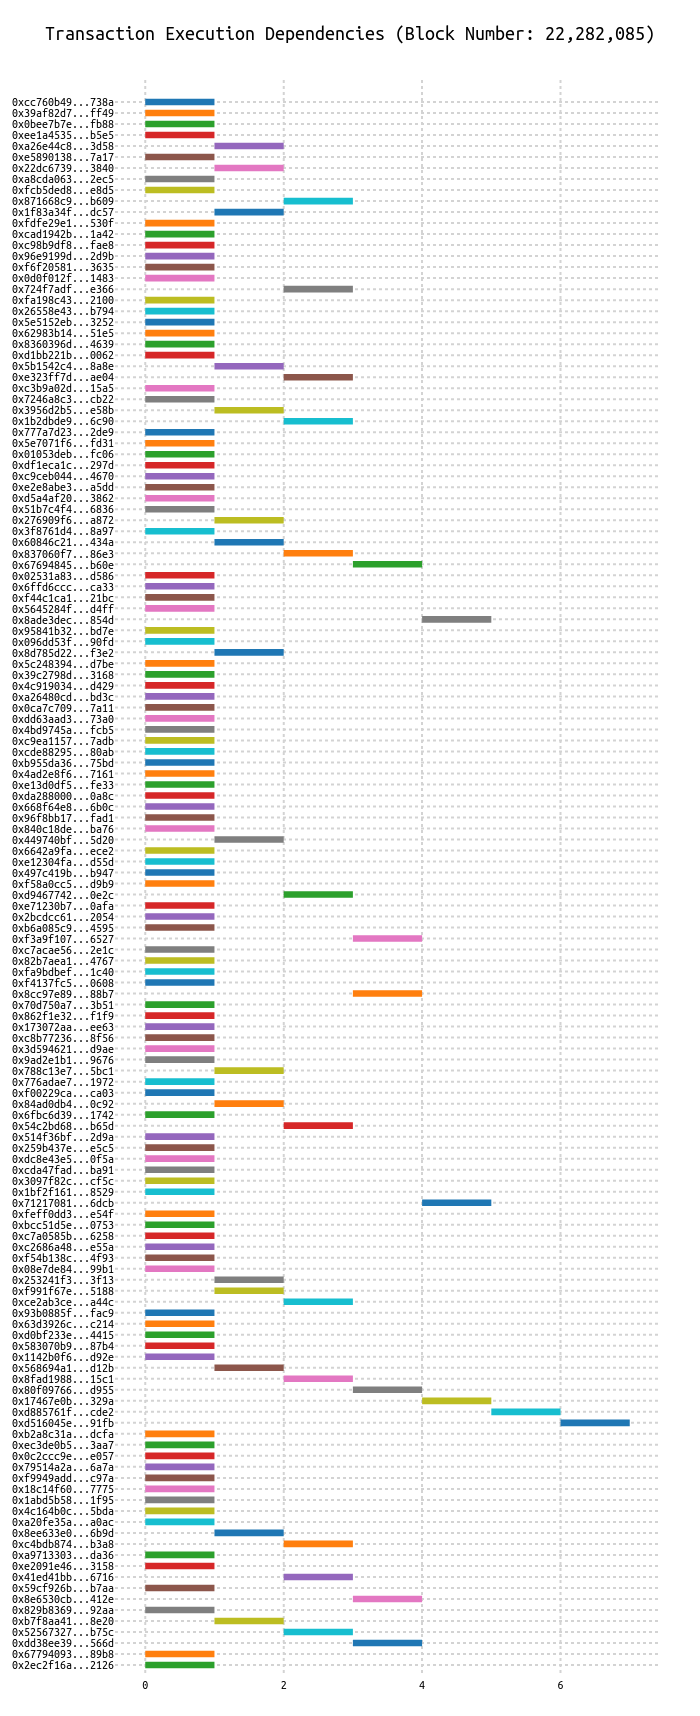 Transaction Execution Dependencies (Block Number: 22,282,085)
0xcc760b49...738a
0x39af82d7...ff49
0x0bee7b7e...fb88
0xee1a4535...b5e5
0xa26e44c8...3d58
0xe5890138...7a17
0x22dc6739...3840
0xa8cda063...2ec5
0xfcb5ded8...e8d5
0x871668c9...b609
0x1f83a34f...dc57
0xfdfe29e1...530f
0xcad1942b...1a42
0xc98b9df8...fae8
0x96e9199d...2d9b
0xf6f20581...3635
0x0d0f012f...1483
0x724f7adf...e366
0xfa198c43...2100
0x26558e43...b794
0x5e5152eb...3252
0x62983b14...51e5
0x8360396d...4639
0xd1bb221b...0062
0x5b1542c4...8a8e
0xe323ff7d...ae04
0xc3b9a02d...15a5
0x7246a8c3...cb22
0x3956d2b5...e58b
0x1b2dbde9...6c90
0x777a7d23...2de9
0x5e7071f6...fd31
0x01053deb...fc06
0xdf1eca1c...297d
0xc9ceb044...4670
0xe2e8abe3...a5dd
0xd5a4af20...3862
0x51b7c4f4...6836
0x276909f6...a872
0x3f8761d4...8a97
0x60846c21...434a
0x837060f7...86e3
0x67694845...b60e
0x02531a83...d586
0x6ffd6ccc...ca33
0xf44c1ca1...21bc
0x5645284f...d4ff
0x8ade3dec...854d
0x95841b32...bd7e
0x096dd53f...90fd
0x8d785d22...f3e2
0x5c248394...d7be
0x39c2798d...3168
0x4c919034...d429
0xa26480cd...bd3c
0x0ca7c709...7a11
0xdd63aad3...73a0
0x4bd9745a...fcb5
0xc9ea1157...7adb
0xcde88295...80ab
0xb955da36...75bd
0x4ad2e8f6...7161
0xe13d0df5...fe33
0xda288000...0a8c
0x668f64e8...6b0c
0x96f8bb17...fad1
0x840c18de...ba76
0x449740bf...5d20
0x6642a9fa...ece2
0xe12304fa...d55d
0x497c419b...b947
0xf58a0cc5...d9b9
0xd9467742...0e2c
0xe71230b7...0afa
0x2bcdcc61...2054
0xb6a085c9...4595
0xf3a9f107...6527
0xc7acae56...2e1c
0x82b7aea1...4767
0xfa9bdbef...1c40
0xf4137fc5...0608
0x8cc97e89...88b7
0x70d750a7...3b51
0x862f1e32...f1f9
0x173072aa...ee63
0xc8b77236...8f56
0x3d594621...d9ae
0x9ad2e1b1...9676
0x788c13e7...5bc1
0x776adae7...1972
0xf00229ca...ca03
0x84ad0db4...0c92
0x6fbc6d39...1742
0x54c2bd68...b65d
0x514f36bf...2d9a
0x259b437e...e5c5
0xdc8e43e5...0f5a
0xcda47fad...ba91
0x3097f82c...cf5c
0x1bf2f161...8529
0x71217081...6dcb
0xfeff0dd3...e54f
0xbcc51d5e...0753
0xc7a0585b...6258
0xc2686a48...e55a
0xf54b138c...4f93
0x08e7de84...99b1
0x253241f3...3f13
0xf991f67e...5188
0xce2ab3ce...a44c
0x93b0885f...fac9
0x63d3926c...c214
0xd0bf233e...4415
0x583070b9...87b4
0x1142b0f6...d92e
0x568694a1...d12b
0x8fad1988...15c1
0x80f09766...d955
0x17467e0b...329a
0xd885761f...cde2
0xd516045e...91fb
0xb2a8c31a...dcfa
0xec3de0b5...3aa7
0x0c2ccc9e...e057
0x79514a2a...6a7a
0xf9949add...c97a
0x18c14f60...7775
0x1abd5b58...1f95
0x4c164b0c...5bda
0xa20fe35a...a0ac
0x8ee633e0...6b9d
0xc4bdb874...b3a8
0xa9713303...da36
0xe2091e46...3158
0x41ed41bb...6716
0x59cf926b...b7aa
0x8e6530cb...412e
0x829b8369...92aa
0xb7f8aa41...8e20
0x52567327...b75c
0xdd38ee39...566d
0x67794093...89b8
0x2ec2f16a...2126
0 2 4 6